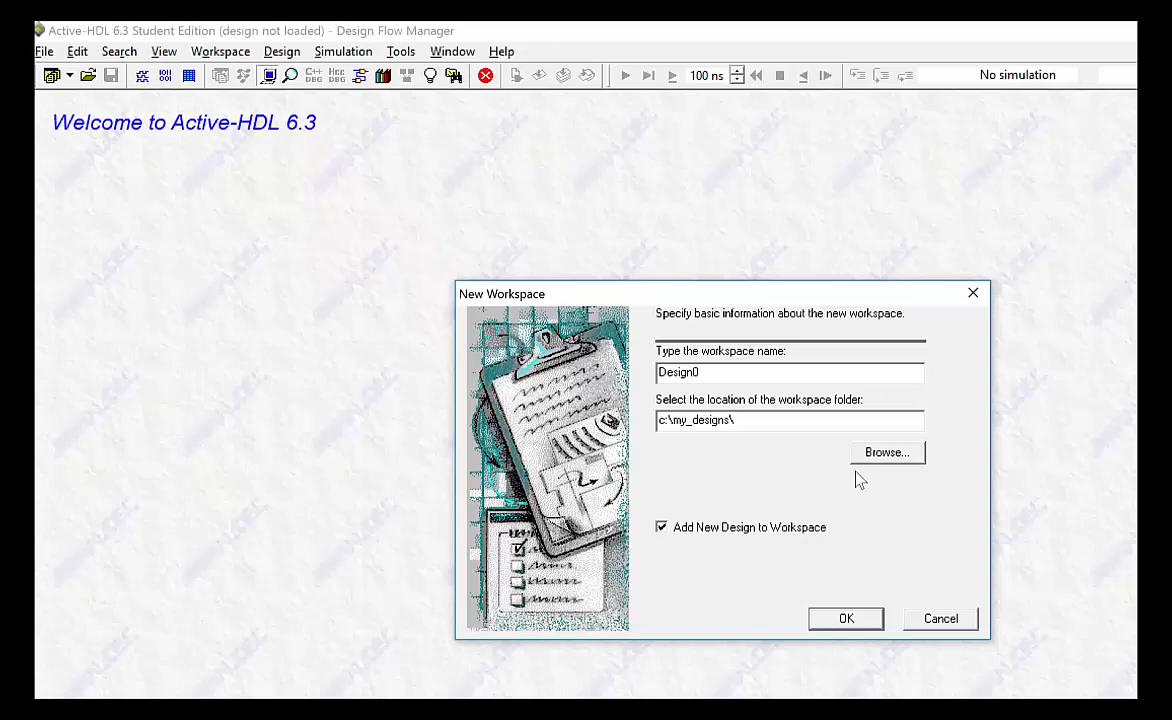 Active-HDL 6.3 Student Edition (design not loaded) - Design Flow Manager
File Edit Search View Workspace Design Simulation Tools Window Help
100 ns No simulation
Welcome to Active-HDL 6.3
New Workspace
Specify basic information about the new workspace.
Type the workspace name:
Design0
Select the location of the workspace folder:
c:\my_designs\
Browse...
Add New Design to Workspace
OK Cancel